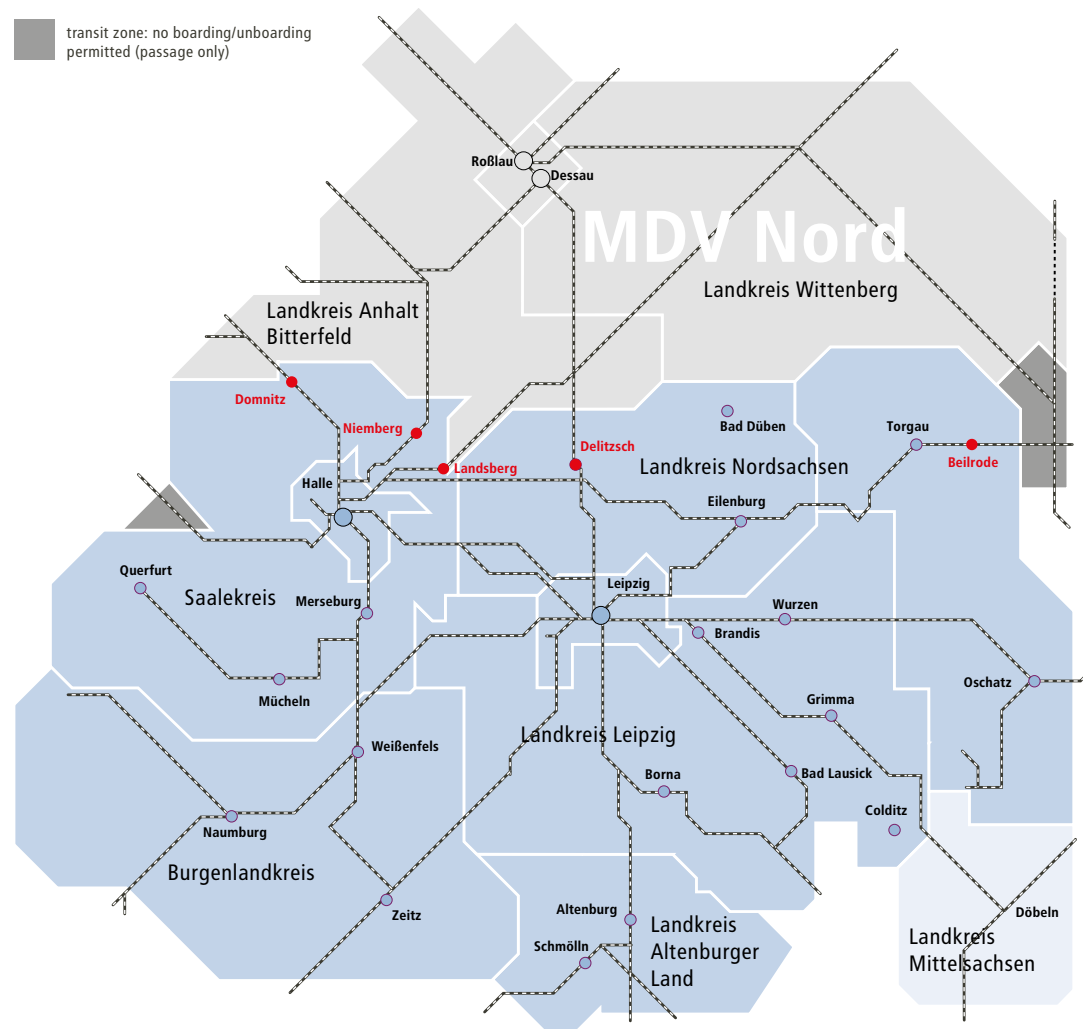 transit zone: no boarding/unboarding
permitted (passage only)
Roßlau
Dessau
MDV Nord
Landkreis Wittenberg
Landkreis Anhalt
Bitterfeld
Domnitz
Niemberg
Landsberg
Delitzsch
Bad Düben
Torgau
Beilrode
Landkreis Nordsachsen
Halle
Eilenburg
Querfurt
Saalekreis
Merseburg
Leipzig
Wurzen
Brandis
Mücheln
Oschatz
Grimma
Landkreis Leipzig
Weißenfels
Borna
Bad Lausick
Colditz
Naumburg
Burgenlandkreis
Zeitz
Altenburg
Landkreis
Altenburger
Land
Schmölln
Döbeln
Landkreis
Mittelsachsen